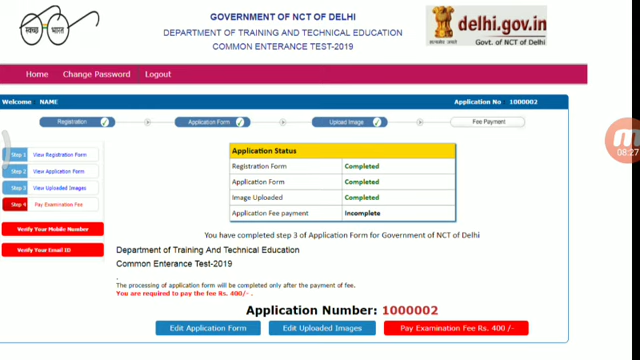 स्वच्छ भारत
GOVERNMENT OF NCT OF DELHI
DEPARTMENT OF TRAINING AND TECHNICAL EDUCATION
COMMON ENTERANCE TEST-2019
delhi.gov.in
Govt. of NCT of Delhi
Home Change Password Logout
Welcome NAME Application No 1000002
Registration Application Form Upload Image Fee Payment
Step 1 View Registration Form
Step 2 View Application Form
Step 3 View Uploaded Images
Step 4 Pay Examination Fee
Verify Your Mobile Number
Verify Your Email ID
Application Status
Registration Form Completed
Application Form Completed
Image Uploaded Completed
Application Fee payment Incomplete
08:27
You have completed step 3 of Application Form for Government of NCT of Delhi
Department of Training And Technical Education
Common Enterance Test-2019
.
The processing of application form will be completed only after the payment of fee.
You are required to pay the fee Rs. 400/- .
Application Number: 1000002
Edit Application Form Edit Uploaded Images Pay Examination Fee Rs. 400 /-